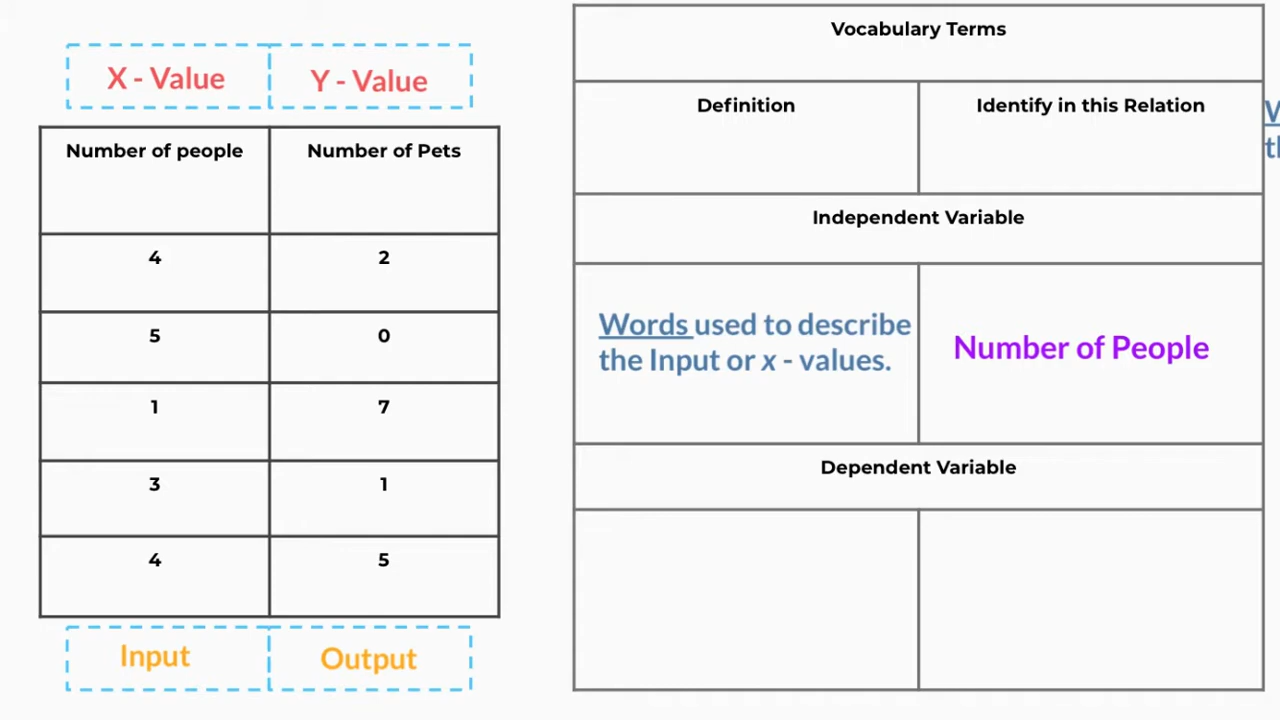 X - Value Y - Value
Number of people Number of Pets
4 2
5 0
1 7
3 1
4 5
Input Output
Vocabulary Terms
Definition Identify in this Relation
Independent Variable
Words used to describe
the Input or x - values.
Number of People
Dependent Variable